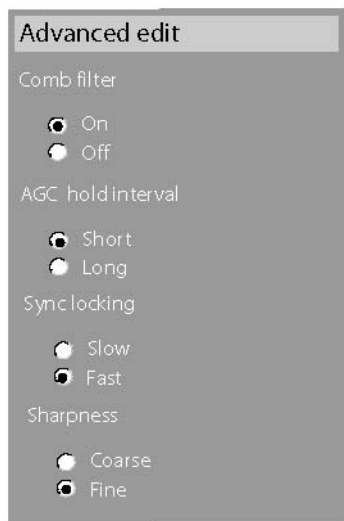 Advanced edit
Comb filter
On
Off
AGC hold interval
Short
Long
Sync locking
Slow
Fast
Sharpness
Coarse
Fine